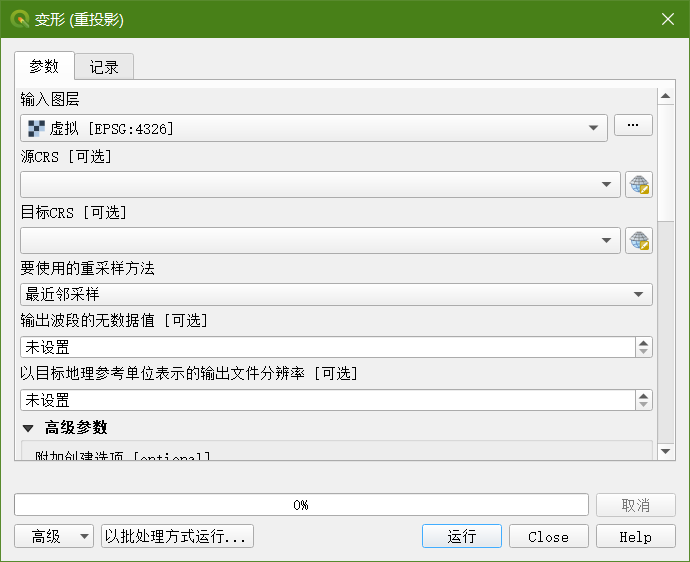 变形 (重投影)
参数 记录
输入图层
虚拟 [EPSG:4326] ...
源CRS [可选]
目标CRS [可选]
要使用的重采样方法
最近邻采样
输出波段的无数据值 [可选]
未设置
以目标地理参考单位表示的输出文件分辨率 [可选]
未设置
高级参数
附加创建选项 [optional]
0% 取消
高级 以批处理方式运行... 运行 Close Help